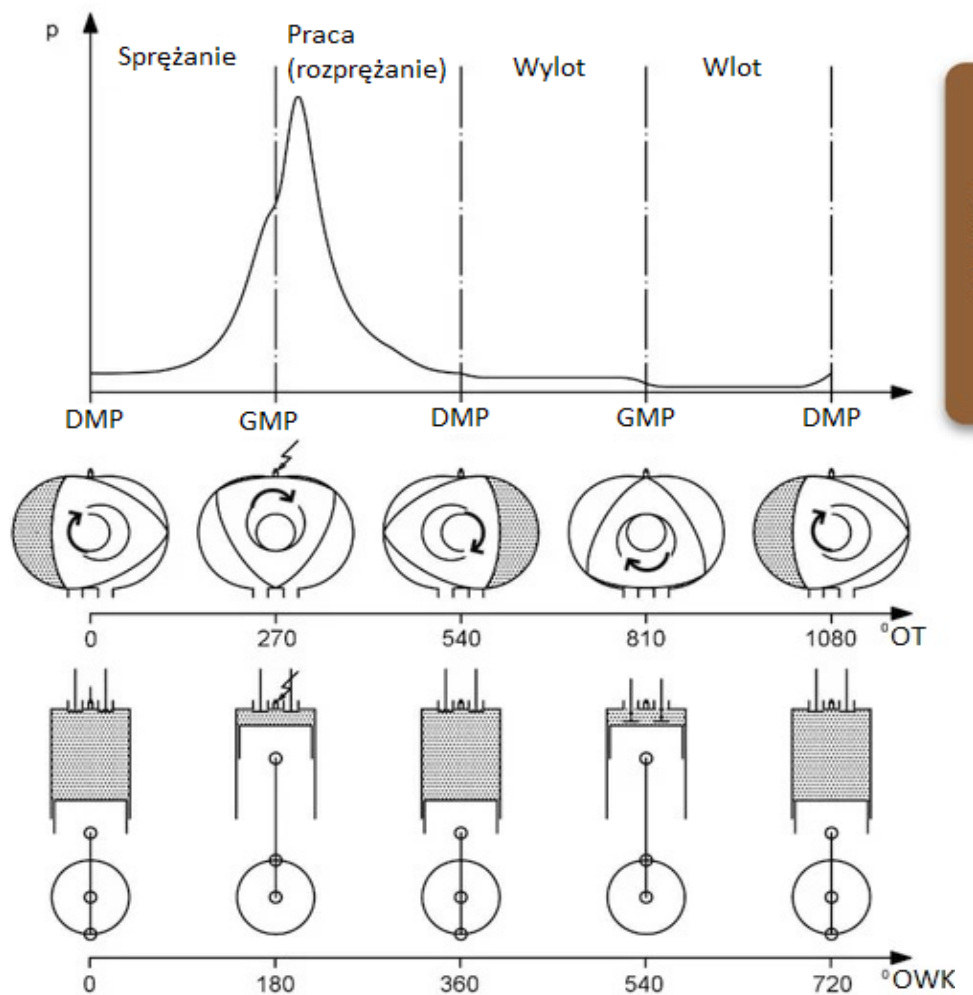 p
Sprężanie
Praca
(rozprężanie)
Wylot
Wlot
DMP GMP DMP GMP DMP
0 270 540 810 1080 °OT
0 180 360 540 720 °OWK